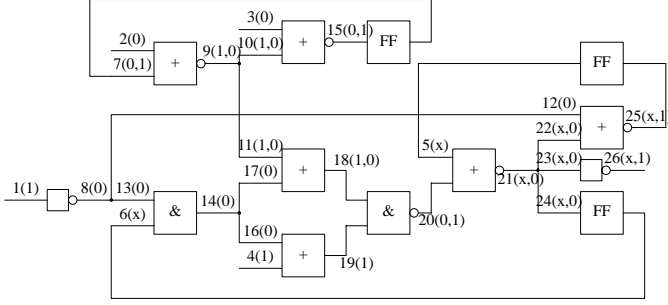 3(0)
15(0,1)
2(0)
9(1,0)
10(1,0)
+
FF
+
7(0,1)
FF
12(0)
25(x,1
22(x,0)
+
5(x)
11(1,0)
18(1,0)
23(x,0)
26(x,1)
17(0)
+
+
21(x,0)
1(1)
8(0)
13(0)
6(x)
&
14(0)
&
20(0,1)
24(x,0)
FF
16(0)
4(1)
+
19(1)